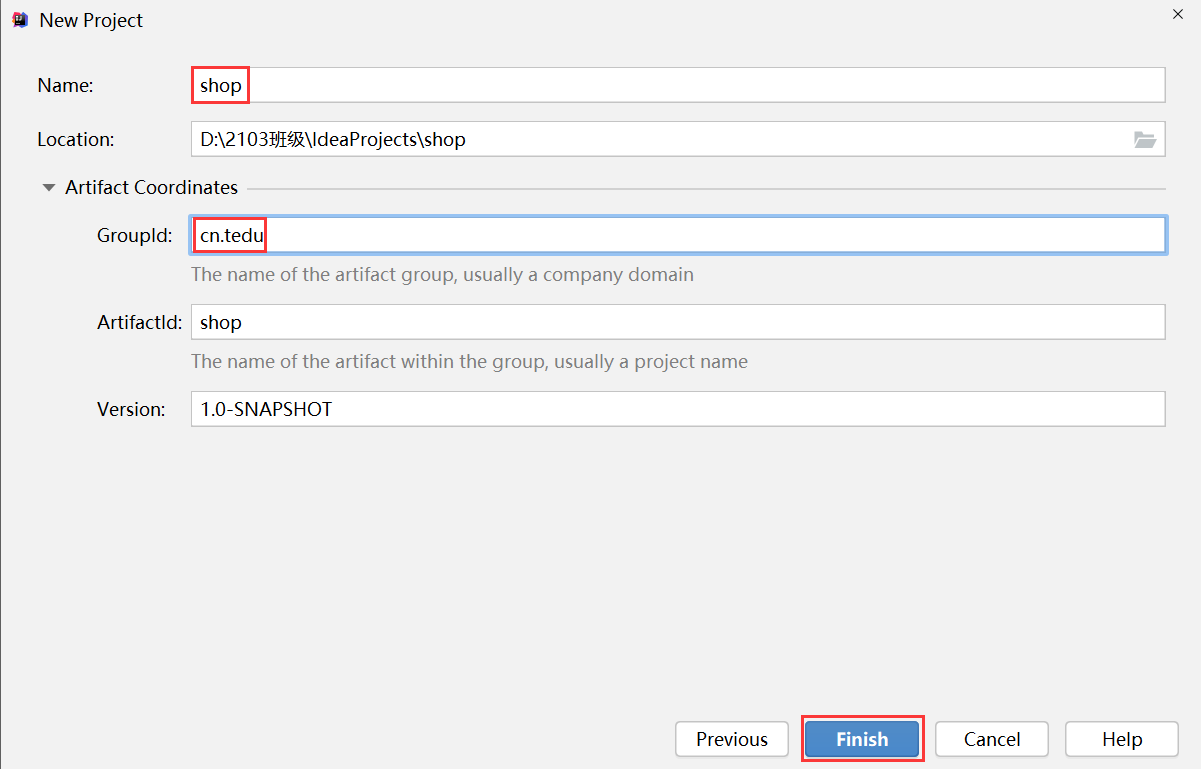 New Project
Name: shop
Location: D:\2103班级\IdeaProjects\shop
Artifact Coordinates
GroupId: cn.tedu
The name of the artifact group, usually a company domain
ArtifactId: shop
The name of the artifact within the group, usually a project name
Version: 1.0-SNAPSHOT
Previous Finish Cancel Help